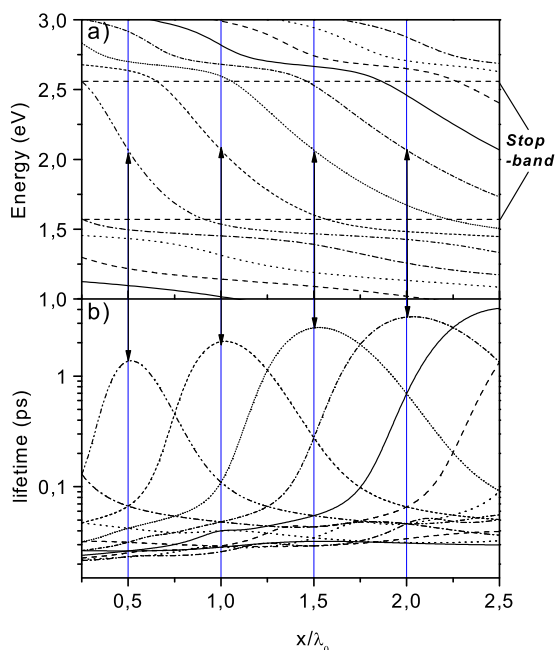 3,0
a)
2,5
Energy (eV)
2,0
1,5
1,0
Stop
-band
b)
1
lifetime (ps)
0,1
0,5
1,0
1,5
2,0
2,5
x/λ₀